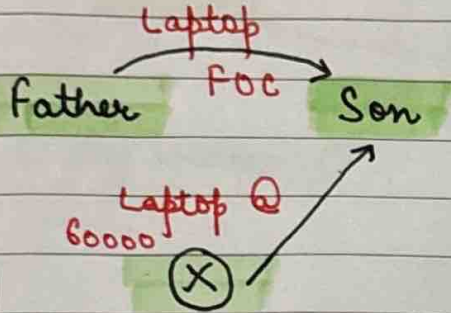 Laptop
FOC
Father Son
Laptop @
60000
X